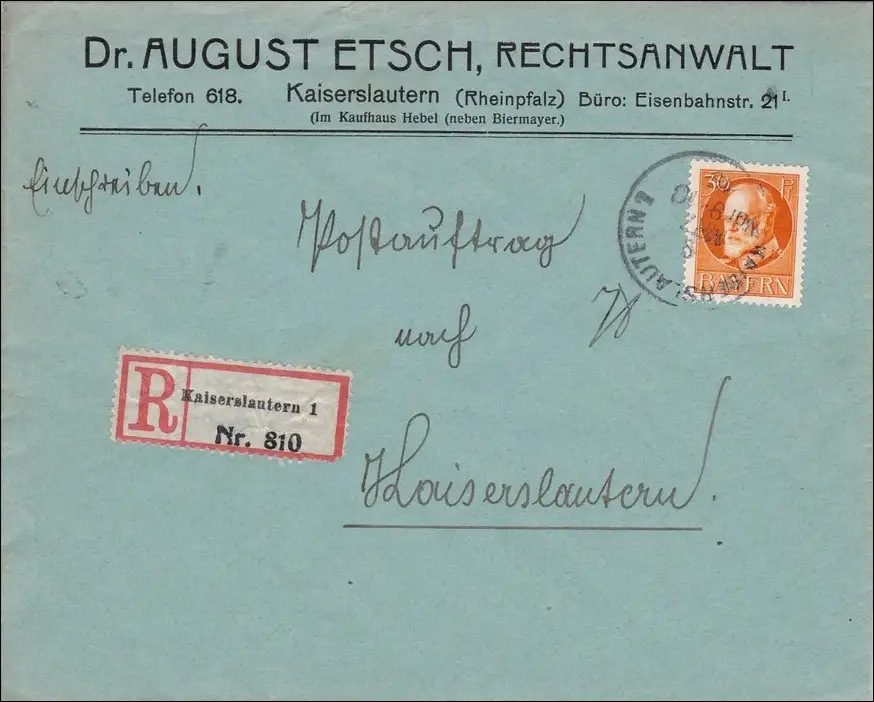 Dr. AUGUST ETSCH, RECHTSANWALT
Telefon 618. Kaiserslautern (Rheinpfalz) Büro: Eisenbahnstr. 21 I.
(Im Kaufhaus Hebel (neben Biermayer.)
Einschreiben.
30 Pf
BAYERN
Postauftrag
nach
R Kaiserslautern 1
Nr. 810
Kaiserslautern.